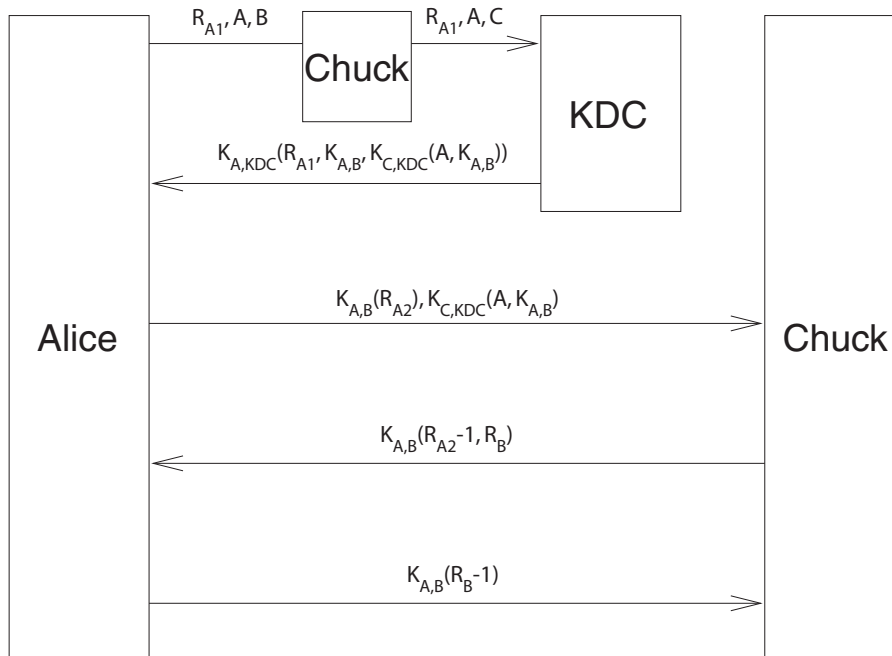 R_A1, A, B
R_A1, A, C
Chuck
KDC
K_A,KDC(R_A1, K_A,B, K_C,KDC(A, K_A,B))
K_A,B(R_A2), K_C,KDC(A, K_A,B)
Alice
Chuck
K_A,B(R_A2-1, R_B)
K_A,B(R_B-1)